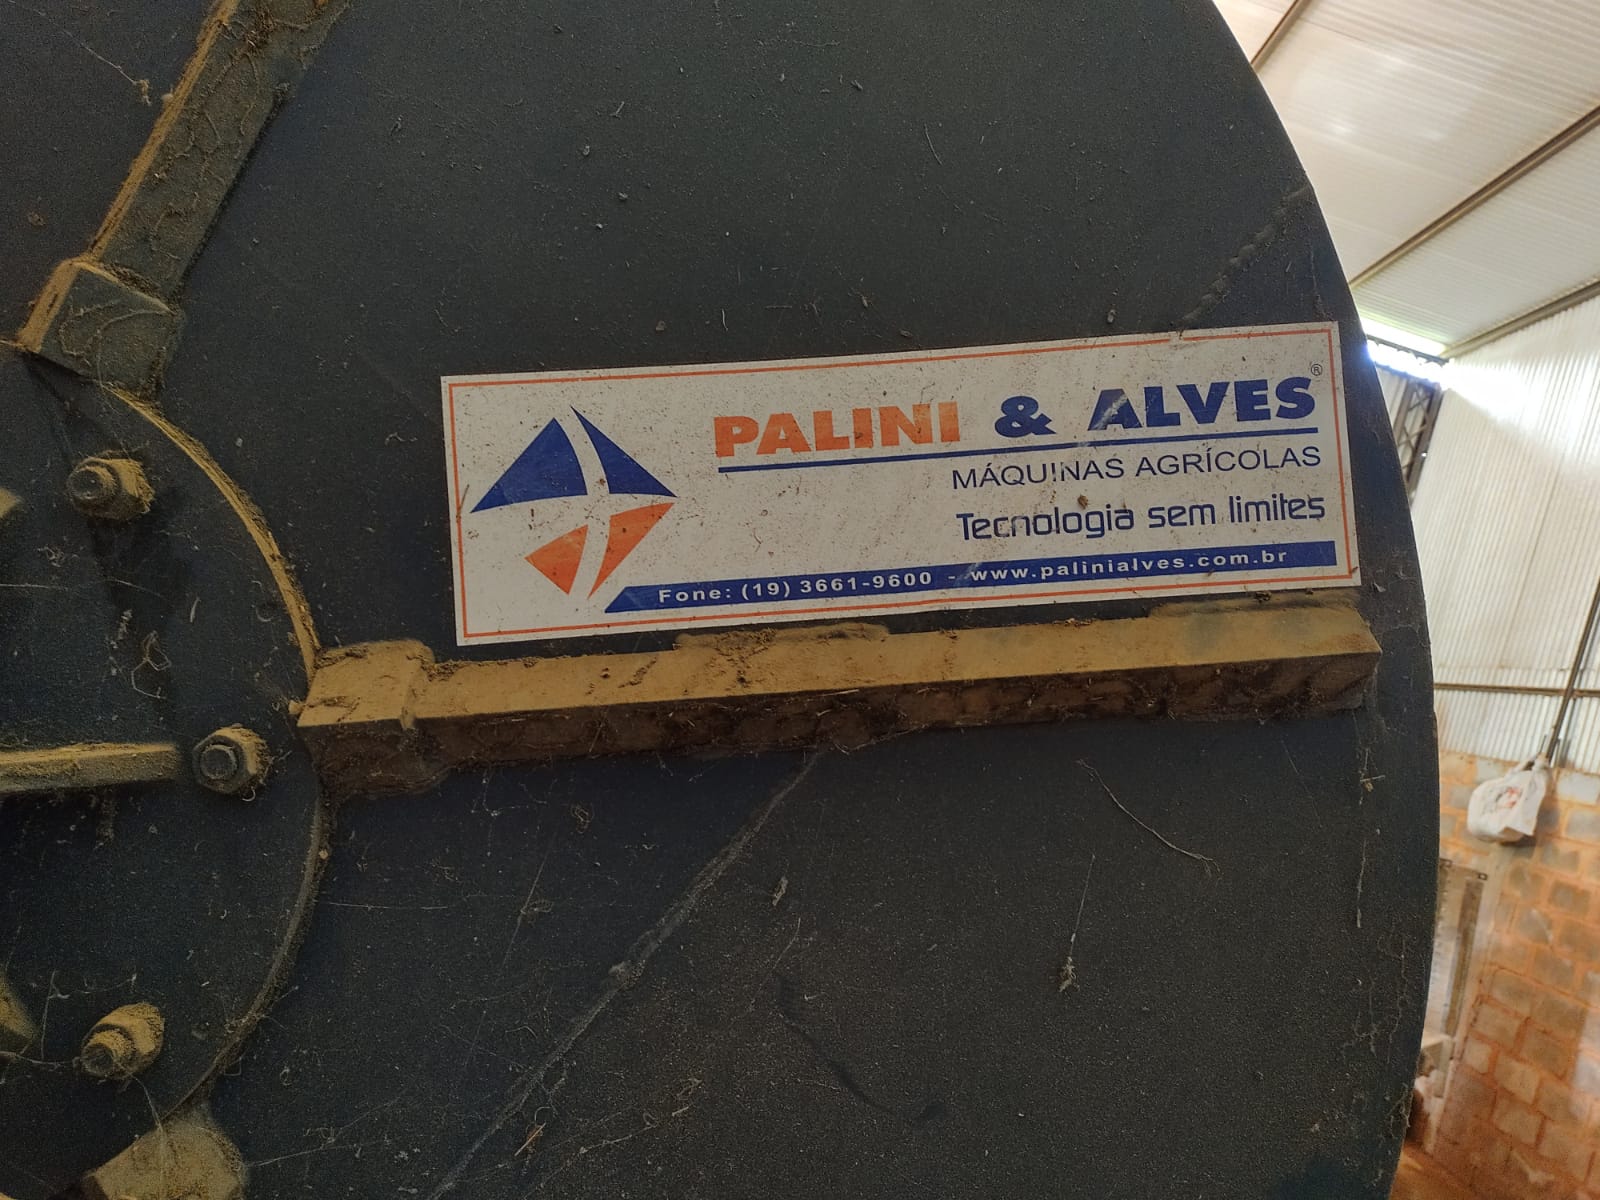 PALINI & ALVES®
MÁQUINAS AGRÍCOLAS
Tecnologia sem limites
Fone: (19) 3661-9600 - www.palinialves.com.br